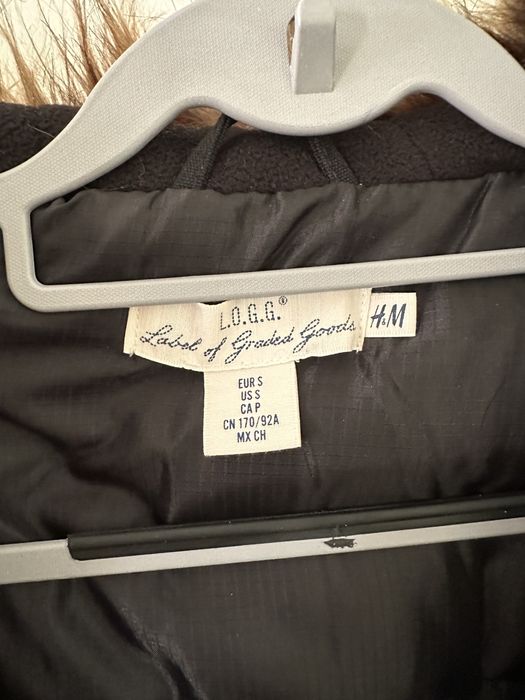 L.O.G.G.®
Label of Graded Goods
H&M
EUR S
US S
CA P
CN 170/92A
MX CH